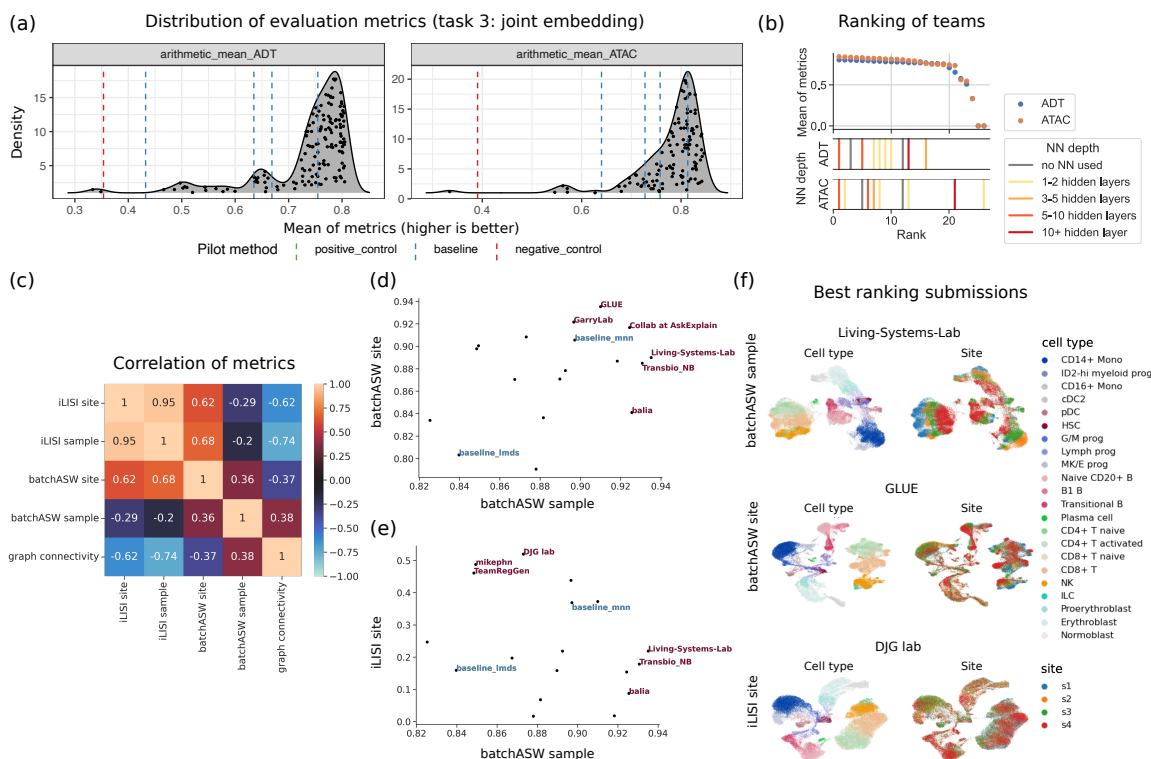 (a)
Distribution of evaluation metrics (task 3: joint embedding)
arithmetic_mean_ADT
arithmetic_mean_ATAC
Density
15.0
12.5
10.0
7.5
5.0
2.5
20
15
10
5
0.3 0.4 0.5 0.6 0.7 0.8
0.4 0.6 0.8
Mean of metrics (higher is better)
Pilot method positive_control baseline negative_control
(b)
Ranking of teams
Mean of metrics
0,5
0.0
ADT
ATAC
NN depth
ADT
ATAC
0 10 20
Rank
NN depth
no NN used
1-2 hidden layers
3-5 hidden layers
5-10 hidden layers
10+ hidden layer
(c)
Correlation of metrics
iLISI site 1 0.95 0.62 -0.29 -0.62
iLISI sample 0.95 1 0.68 -0.2 -0.74
batchASW site 0.62 0.68 1 0.36 -0.37
batchASW sample -0.29 -0.2 0.36 1 0.38
graph connectivity -0.62 -0.74 -0.37 0.38 1
iLISI site
iLISI sample
batchASW site
batchASW sample
graph connectivity
1.00
0.75
0.50
0.25
0.00
−0.25
−0.50
−0.75
−1.00
(d)
batchASW site
0.94
0.92
0.90
0.88
0.86
0.84
0.82
0.80
GLUE
GarryLab
Collab at AskExplain
baseline_mnn
Living-Systems-Lab
Transbio_NB
balia
baseline_lmds
0.82 0.84 0.86 0.88 0.90 0.92 0.94
batchASW sample
(e)
iLISI site
0.5
0.4
0.3
0.2
0.1
0.0
DJG lab
mikephn
TeamRegGen
baseline_mnn
Living-Systems-Lab
baseline_lmds
Transbio_NB
balia
0.82 0.84 0.86 0.88 0.90 0.92 0.94
batchASW sample
(f)
Best ranking submissions
Living-Systems-Lab
Cell type Site
batchASW sample
GLUE
Cell type Site
batchASW site
DJG lab
Cell type Site
iLISI site
cell type
CD14+ Mono
ID2-hi myeloid prog
CD16+ Mono
cDC2
pDC
HSC
G/M prog
Lymph prog
MK/E prog
Naive CD20+ B
B1 B
Transitional B
Plasma cell
CD4+ T naive
CD4+ T activated
CD8+ T naive
CD8+ T
NK
ILC
Proerythroblast
Erythroblast
Normoblast
site
s1
s2
s3
s4